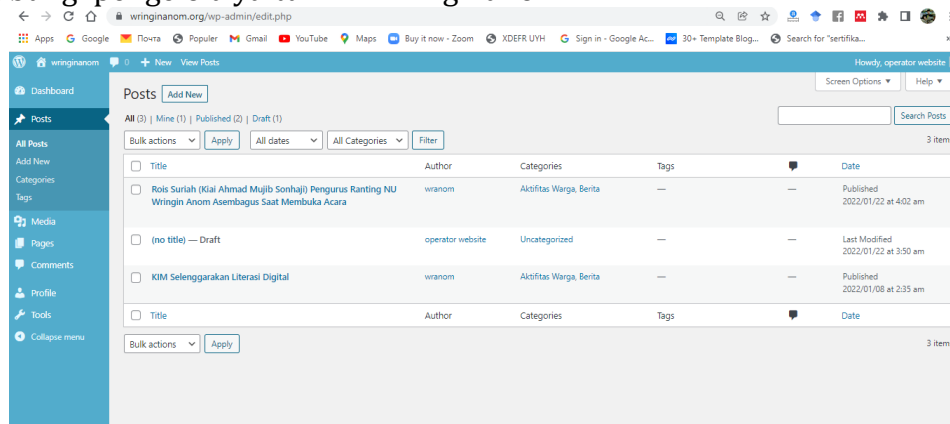 wringinanom.org/wp-admin/edit.php
Apps Google Почта Populer Gmail YouTube Maps Buy it now - Zoom XDEFR UYH Sign in - Google Ac... 30+ Template Blog... Search for "sertifika...
wringinanom 0 + New View Posts Howdy, operator website
Screen Options ▼ Help ▼
Dashboard
Posts
All Posts
Add New
Categories
Tags
Media
Pages
Comments
Profile
Tools
Collapse menu
Posts Add New
All (3) | Mine (1) | Published (2) | Draft (1)
Search Posts
Bulk actions Apply All dates All Categories Filter
3 item
Title Author Categories Tags Date
Rois Suriah (Kiai Ahmad Mujib Sonhaji) Pengurus Ranting NU Wringin Anom Asembagus Saat Membuka Acara wranom Aktifitas Warga, Berita — — Published 2022/01/22 at 4:02 am
(no title) — Draft operator website Uncategorized — — Last Modified 2022/01/22 at 3:50 am
KIM Selenggarakan Literasi Digital wranom Aktifitas Warga, Berita — — Published 2022/01/08 at 2:35 am
Title Author Categories Tags Date
Bulk actions Apply
3 item